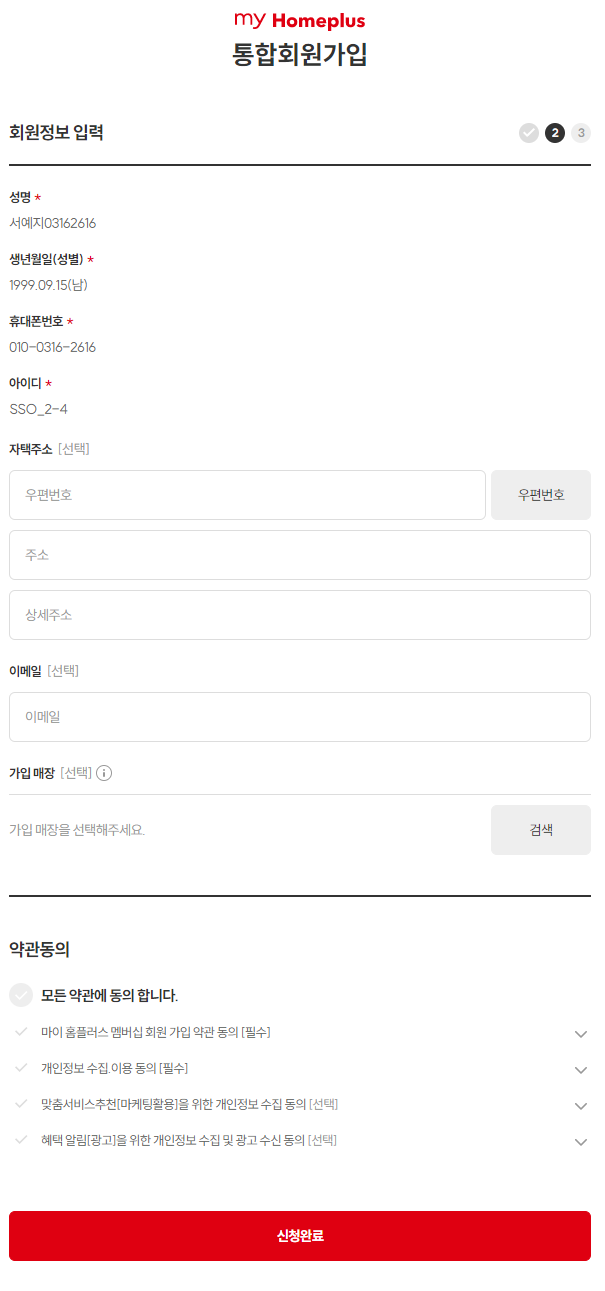 my Homeplus
통합회원가입
회원정보 입력
2 3
성명 *
서예지03162616
생년월일(성별) *
1999.09.15(남)
휴대폰번호 *
010-0316-2616
아이디 *
SSO_2-4
자택주소 [선택]
우편번호 우편번호
주소
상세주소
이메일 [선택]
이메일
가입 매장 [선택]
가입 매장을 선택해주세요. 검색
약관동의
모든 약관에 동의 합니다.
마이 홈플러스 멤버십 회원 가입 약관 동의 [필수]
개인정보 수집.이용 동의 [필수]
맞춤서비스추천[마케팅활용]을 위한 개인정보 수집 동의 [선택]
혜택 알림[광고]을 위한 개인정보 수집 및 광고 수신 동의 [선택]
신청완료